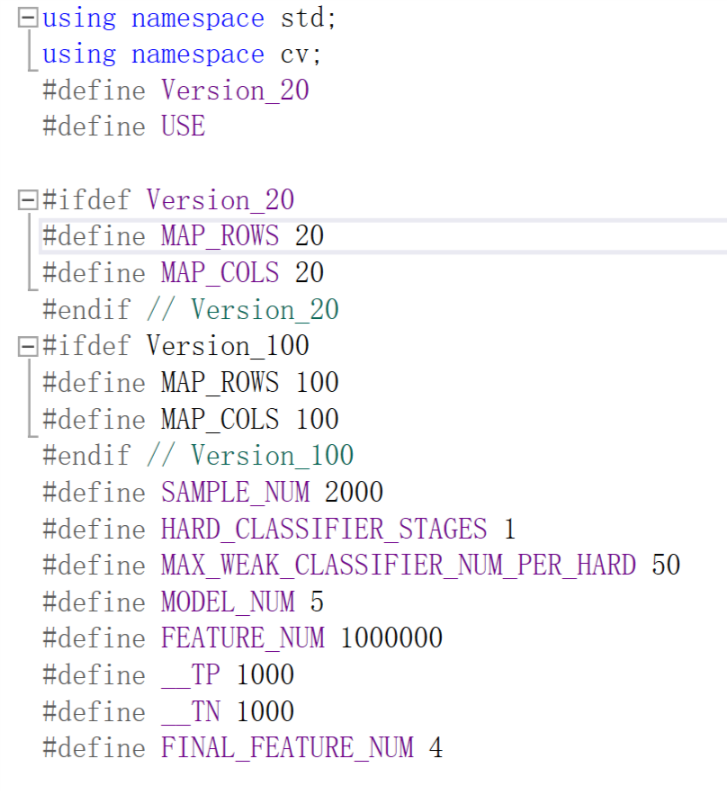 using namespace std;
using namespace cv;
#define Version_20
#define USE
#ifdef Version_20
#define MAP_ROWS 20
#define MAP_COLS 20
#endif // Version_20
#ifdef Version_100
#define MAP_ROWS 100
#define MAP_COLS 100
#endif // Version_100
#define SAMPLE_NUM 2000
#define HARD_CLASSIFIER_STAGES 1
#define MAX_WEAK_CLASSIFIER_NUM_PER_HARD 50
#define MODEL_NUM 5
#define FEATURE_NUM 1000000
#define __TP 1000
#define __TN 1000
#define FINAL_FEATURE_NUM 4